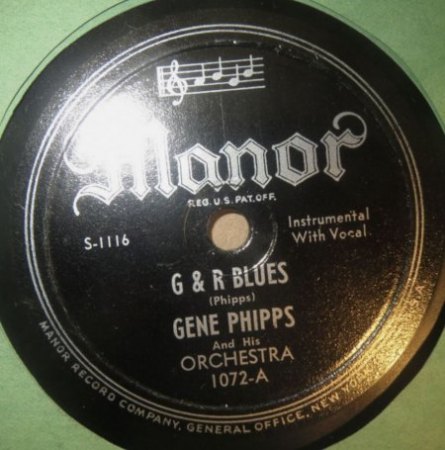 Manor
REG. U.S. PAT. OFF.
S-1116
Instrumental
With Vocal
G & R BLUES
(Phipps)
GENE PHIPPS
And His
ORCHESTRA
1072-A
MANOR RECORD COMPANY, GENERAL OFFICE, NEW